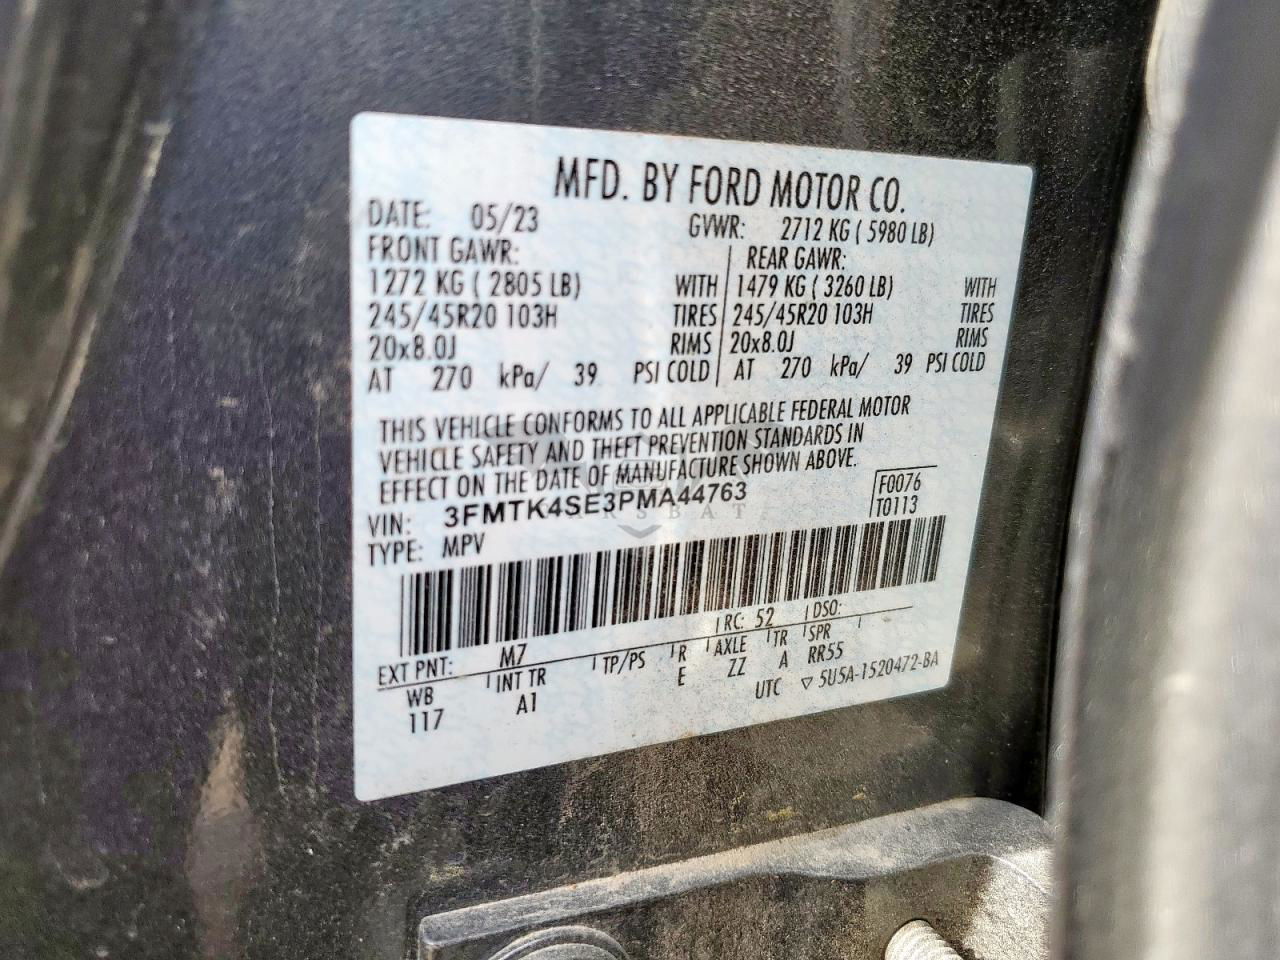 MFD. BY FORD MOTOR CO.
DATE: 05/23 GVWR: 2712 KG ( 5980 LB)
FRONT GAWR: REAR GAWR:
1272 KG ( 2805 LB) WITH 1479 KG ( 3260 LB) WITH
245/45R20 103H TIRES 245/45R20 103H TIRES
20x8.0J RIMS 20x8.0J RIMS
AT 270 kPa/ 39 PSI COLD AT 270 kPa/ 39 PSI COLD
THIS VEHICLE CONFORMS TO ALL APPLICABLE FEDERAL MOTOR
VEHICLE SAFETY AND THEFT PREVENTION STANDARDS IN
EFFECT ON THE DATE OF MANUFACTURE SHOWN ABOVE.
VIN: 3FMTK4SE3PMA44763 F0076
TYPE: MPV T0113
EXT PNT: M7 RC: 52 DSO:
WB INT TR TP/PS R AXLE TR SPR
117 A1 E ZZ A RR55
UTC 5U5A-1520472-BA